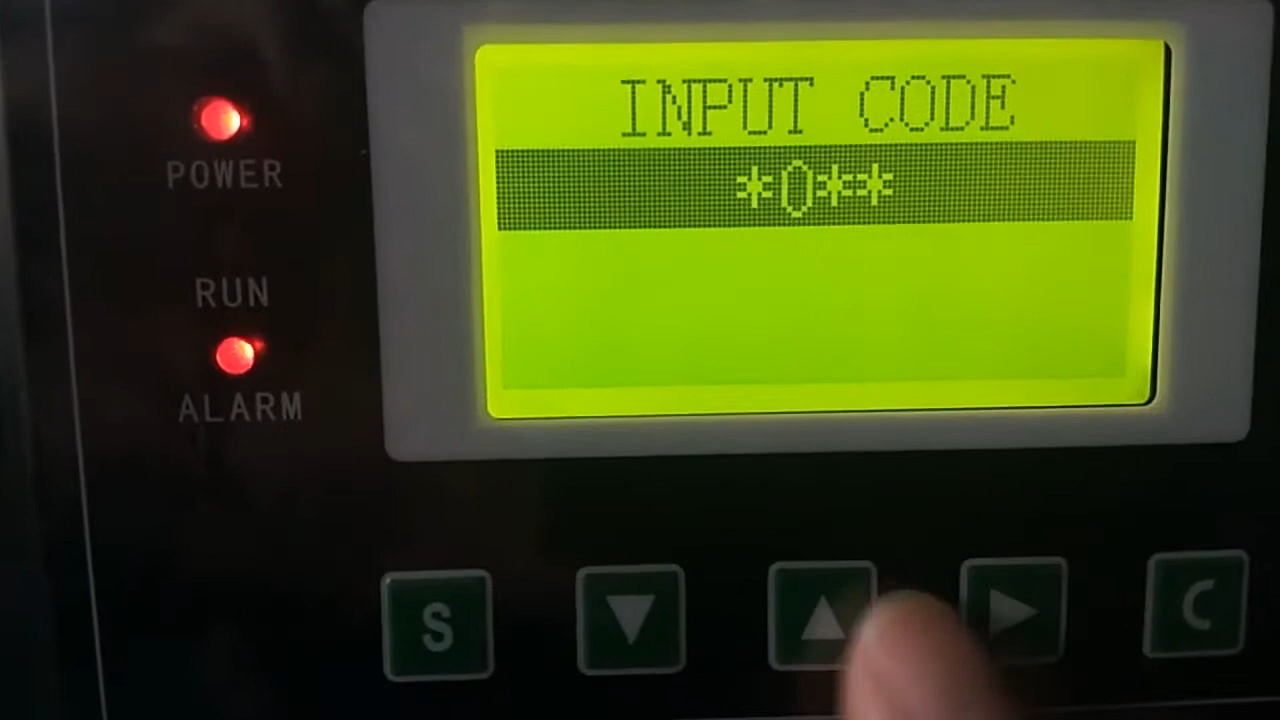 INPUT CODE
*0**
POWER
RUN
ALARM
S
C